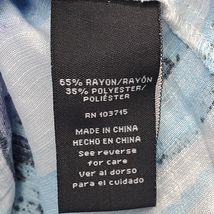 65% RAYON/RAYÓN
35% POLYESTER/
POLIÉSTER
RN 103715
MADE IN CHINA
HECHO EN CHINA
See reverse
for care
Ver al dorso
para el cuidado